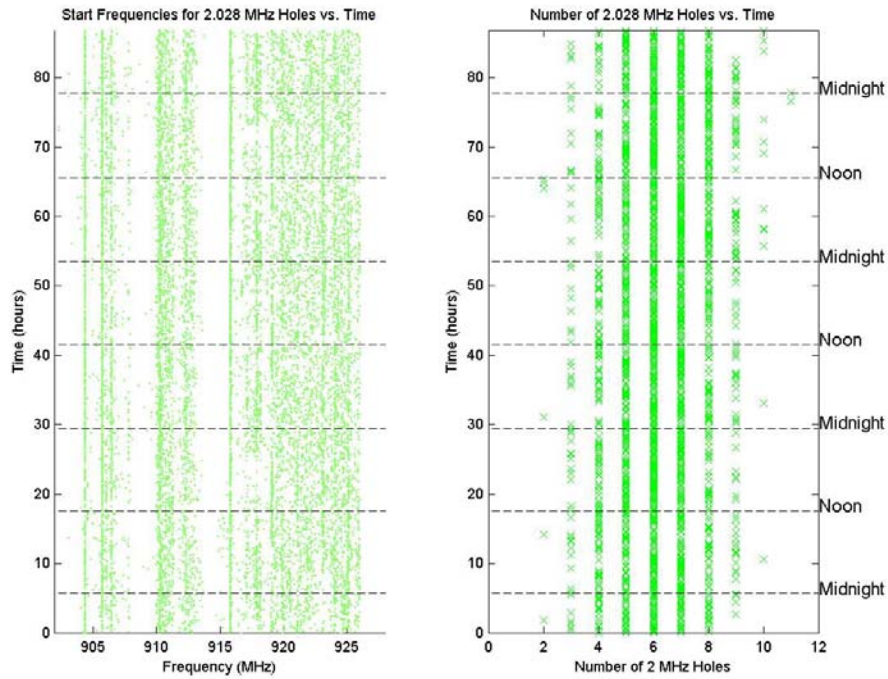 Start Frequencies for 2.028 MHz Holes vs. Time
80
70
60
50
40
30
20
10
0
Time (hours)
905
910
915
920
925
Frequency (MHz)
Number of 2.028 MHz Holes vs. Time
80
70
60
50
40
30
20
10
0
Time (hours)
0
2
4
6
8
10
12
Number of 2 MHz Holes
Midnight
Noon
Midnight
Noon
Midnight
Noon
Midnight